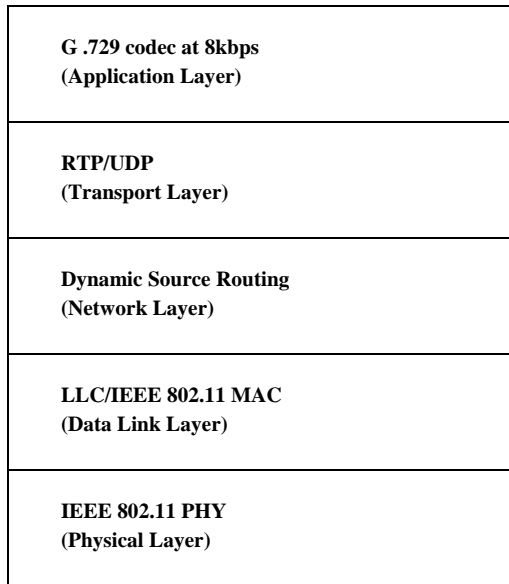 G .729 codec at 8kbps
(Application Layer)
RTP/UDP
(Transport Layer)
Dynamic Source Routing
(Network Layer)
LLC/IEEE 802.11 MAC
(Data Link Layer)
IEEE 802.11 PHY
(Physical Layer)